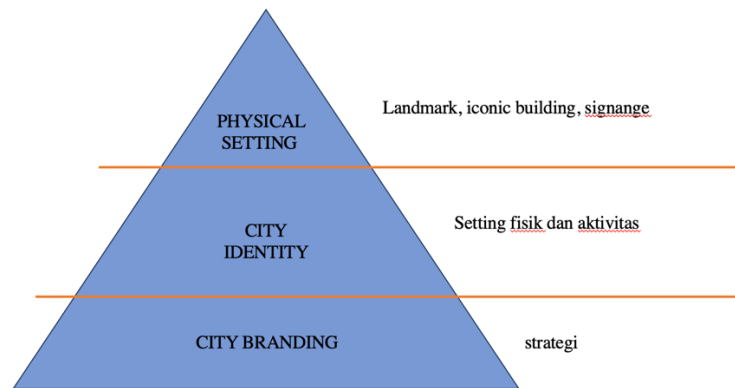 PHYSICAL
SETTING
Landmark, iconic building, signange
CITY
IDENTITY
Setting fisik dan aktivitas
CITY BRANDING
strategi